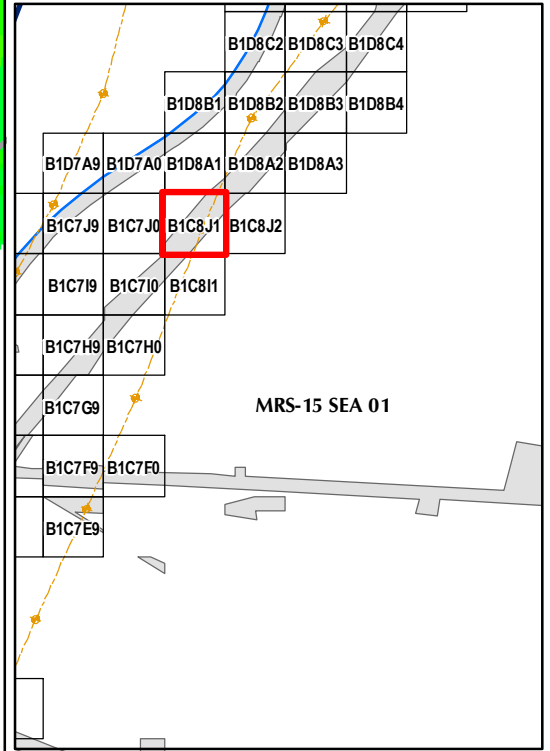 B1D8C2 B1D8C3 B1D8C4
B1D8B1 B1D8B2 B1D8B3 B1D8B4
B1D7A9 B1D7A0 B1D8A1 B1D8A2 B1D8A3
B1C7J9 B1C7J0 B1C8J1 B1C8J2
B1C7I9 B1C7I0 B1C8I1
B1C7H9 B1C7H0
MRS-15 SEA 01
B1C7G9
B1C7F9 B1C7F0
B1C7E9